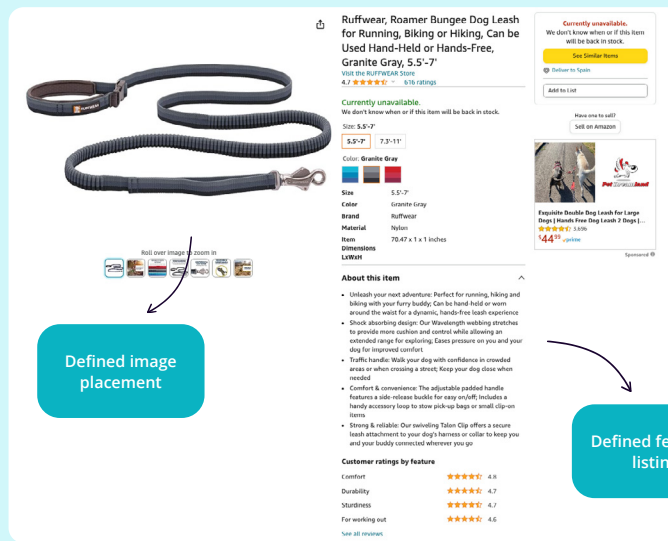 Ruffwear, Roamer Bungee Dog Leash
for Running, Biking or Hiking, Can be
Used Hand-Held or Hands-Free,
Granite Gray, 5.5'-7'
Visit the RUFFWEAR Store
4.7 616 ratings
Currently unavailable.
We don't know when or if this item will be back in stock.
Size: 5.5'-7'
5.5'-7' 7.3'-11'
Color: Granite Gray
Size 5.5'-7'
Color Granite Gray
Brand Ruffwear
Material Nylon
Item 70.47 x 1 x 1 inches
Dimensions
LxWxH
About this item
• Unleash your next adventure: Perfect for running, hiking and
biking with your furry buddy; Can be hand-held or worn
around the waist for a dynamic, hands-free leash experience
• Shock absorbing design: Our Wavelength webbing stretches
to provide more cushion and control while allowing an
extended range for exploring; Eases pressure on you and your
dog for improved comfort
• Traffic handle: Walk your dog with confidence in crowded
areas or when crossing a street; Keep your dog close when
needed
• Comfort & convenience: The adjustable padded handle
features a side-release buckle for easy on/off; Includes a
handy accessory loop to stow pick-up bags or small clip-on
items
• Strong & reliable: Our swiveling Talon Clip offers a secure
leash attachment to your dog's harness or collar to keep you
and your buddy connected wherever you go
Customer ratings by feature
Comfort 4.8
Durability 4.7
Sturdiness 4.7
For working out 4.6
See all reviews
RUFFWEAR
Roll over image to zoom in
Defined image
placement
Currently unavailable.
We don't know when or if this item
will be back in stock.
See Similar Items
Deliver to Spain
Add to List
Have one to sell?
Sell on Amazon
Pet Dreamland
Exquisite Double Dog Leash for Large
Dogs | Hands Free Dog Leash 2 Dogs |...
3,696
$4499 prime
Sponsored
Defined fe
listin